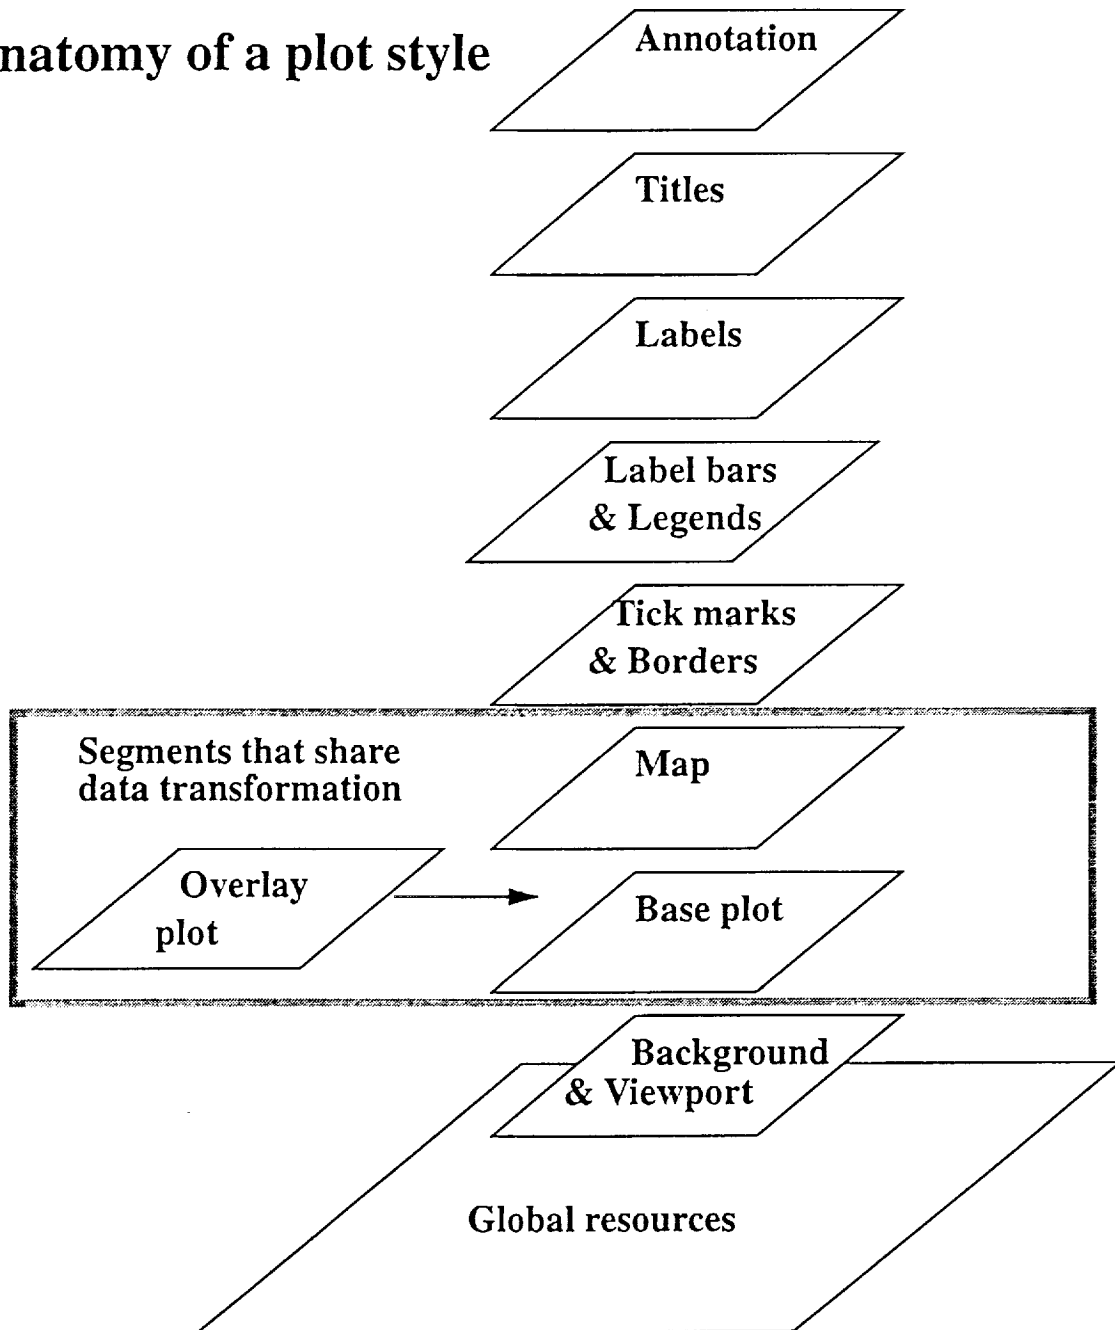 natomy of a plot style
Annotation
Titles
Labels
Label bars
& Legends
Tick marks
& Borders
Segments that share
data transformation
Map
Overlay
plot
Base plot
Background
& Viewport
Global resources